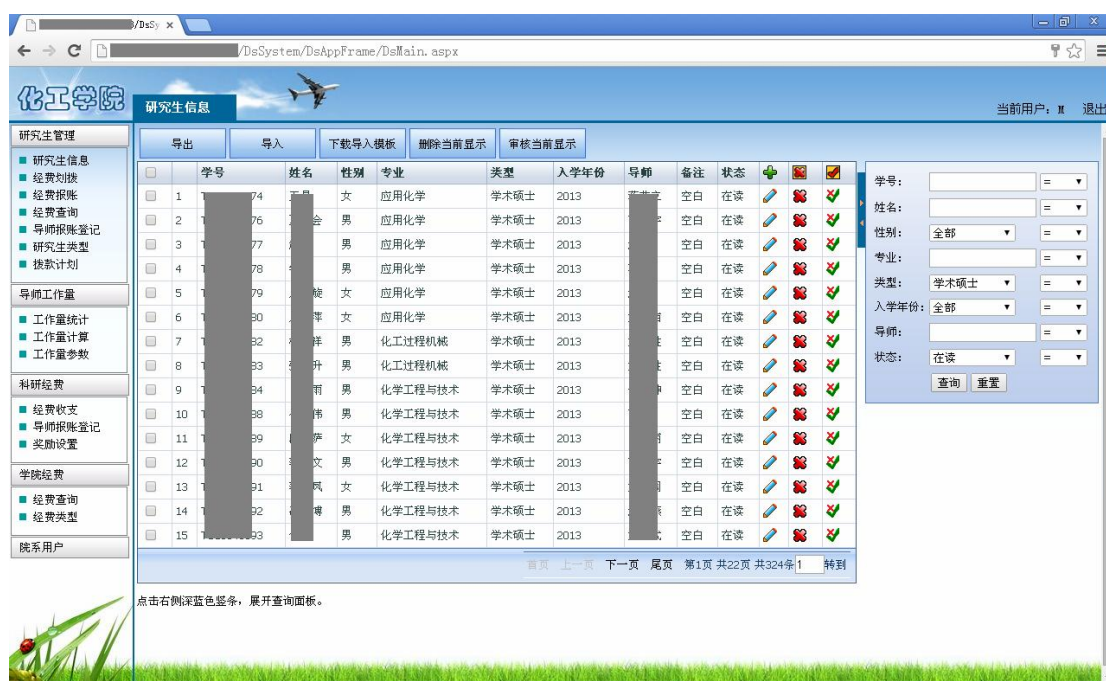 /DsSy
/DsSystem/DsAppFrame/DsMain.aspx
化工学院
研究生信息
当前用户: 退出
研究生管理
研究生信息
经费划拨
经费报账
经费查询
导师报账登记
研究生类型
拨款计划
导师工作量
工作量统计
工作量计算
工作量参数
科研经费
经费收支
导师报账登记
奖励设置
学院经费
经费查询
经费类型
院系用户
导出 导入 下载导入模板 删除当前显示 审核当前显示
学号 姓名 性别 专业 类型 入学年份 导师 备注 状态
1 74 女 应用化学 学术硕士 2013 空白 在读
2 76 会 男 应用化学 学术硕士 2013 空白 在读
3 77 男 应用化学 学术硕士 2013 空白 在读
4 78 男 应用化学 学术硕士 2013 空白 在读
5 79 旋 女 应用化学 学术硕士 2013 空白 在读
6 80 萍 女 应用化学 学术硕士 2013 空白 在读
7 82 祥 男 化工过程机械 学术硕士 2013 空白 在读
8 83 升 男 化工过程机械 学术硕士 2013 空白 在读
9 84 雨 男 化学工程与技术 学术硕士 2013 空白 在读
10 88 伟 男 化学工程与技术 学术硕士 2013 空白 在读
11 89 萨 女 化学工程与技术 学术硕士 2013 空白 在读
12 90 文 男 化学工程与技术 学术硕士 2013 空白 在读
13 91 风 女 化学工程与技术 学术硕士 2013 空白 在读
14 92 博 男 化学工程与技术 学术硕士 2013 空白 在读
15 93 男 化学工程与技术 学术硕士 2013 空白 在读
首页 上一页 下一页 尾页 第1页 共22页 共324条 1 转到
点击右侧深蓝色竖条，展开查询面板。
学号: =
姓名: =
性别: 全部 =
专业: =
类型: 学术硕士 =
入学年份: 全部 =
导师: =
状态: 在读 =
查询 重置